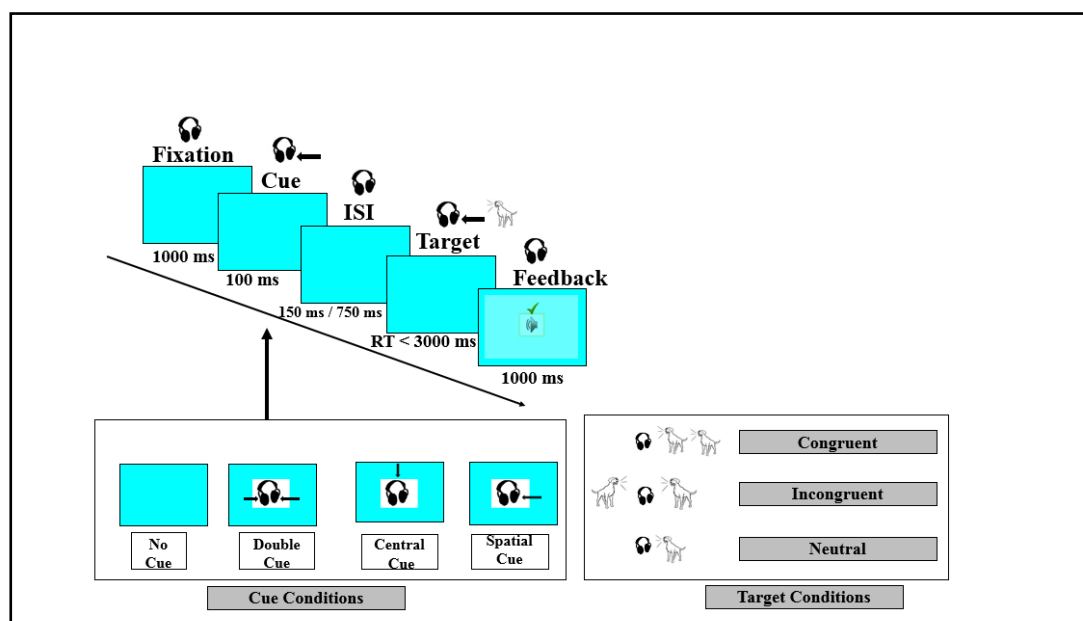 Fixation
Cue
ISI
Target
Feedback
1000 ms
100 ms
150 ms / 750 ms
RT < 3000 ms
1000 ms
No
Cue
Double
Cue
Central
Cue
Spatial
Cue
Cue Conditions
Congruent
Incongruent
Neutral
Target Conditions